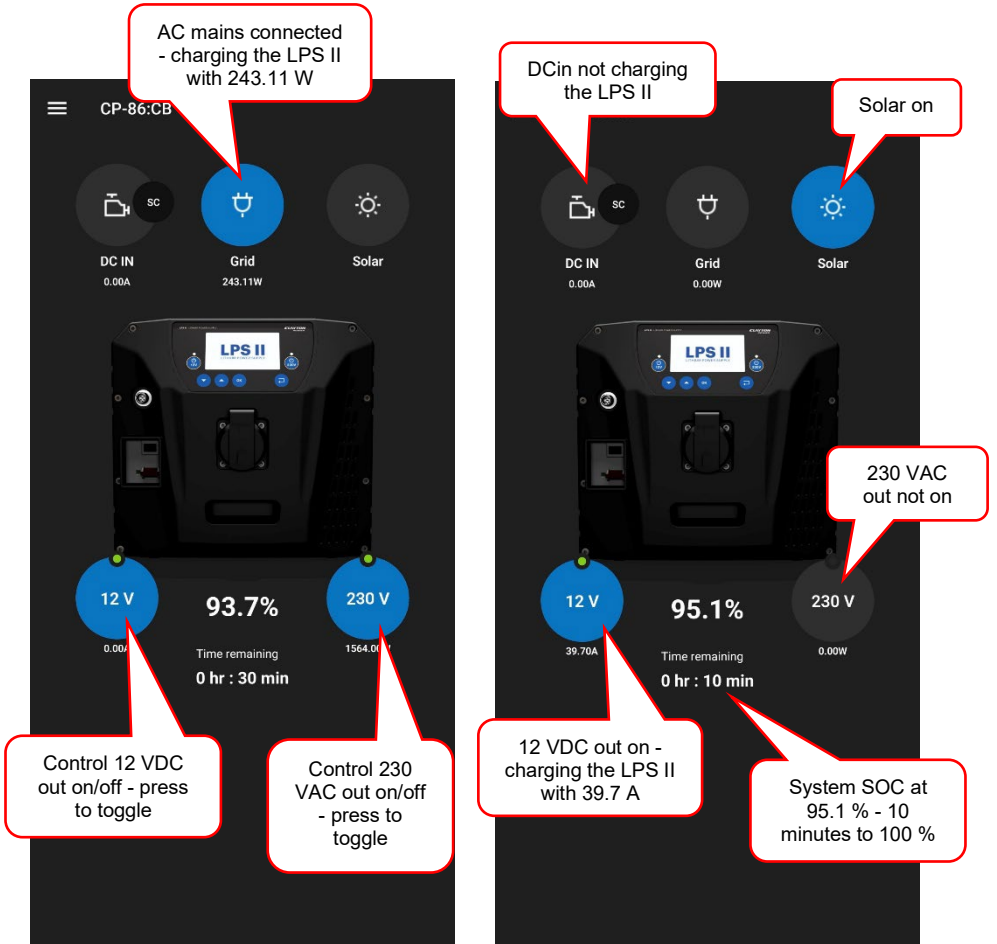 AC mains connected
- charging the LPS II
with 243.11 W
CP-86:CB
SC
DC IN
0.00A
Grid
243.11W
Solar
LPS II
12 V
0.00A
93.7%
Time remaining
0 hr : 30 min
230 V
1564.00
Control 12 VDC
out on/off - press
to toggle
Control 230
VAC out on/off
- press to
toggle
DCin not charging
the LPS II
Solar on
SC
DC IN
0.00A
Grid
0.00W
Solar
LPS II
230 VAC
out not on
12 V
39.70A
95.1%
Time remaining
0 hr : 10 min
230 V
0.00W
12 VDC out on -
charging the LPS II
with 39.7 A
System SOC at
95.1 % - 10
minutes to 100 %